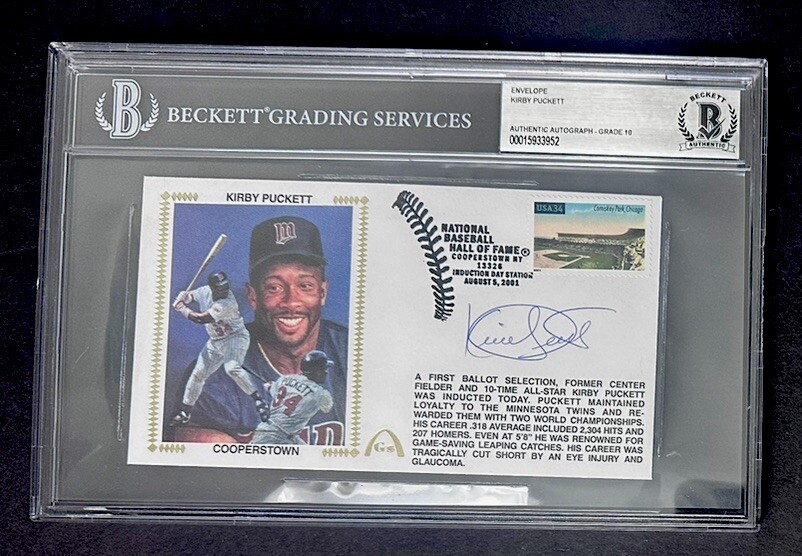 B BECKETT® GRADING SERVICES
ENVELOPE
KIRBY PUCKETT
AUTHENTIC AUTOGRAPH - GRADE 10
00015933952
BECKETT
B
AUTHENTIC
KIRBY PUCKETT
M
34
PUCKETT
34
COOPERSTOWN
NATIONAL
BASEBALL
HALL OF FAME®
COOPERSTOWN NY
13326
INDUCTION DAY STATION
AUGUST 5, 2001
USA 34
Comiskey Park, Chicago
A FIRST BALLOT SELECTION, FORMER CENTER
FIELDER AND 10-TIME ALL-STAR KIRBY PUCKETT
WAS INDUCTED TODAY. PUCKETT MAINTAINED
LOYALTY TO THE MINNESOTA TWINS AND RE-
WARDED THEM WITH TWO WORLD CHAMPIONSHIPS.
HIS CAREER .318 AVERAGE INCLUDED 2,304 HITS AND
207 HOMERS. EVEN AT 5'8" HE WAS RENOWNED FOR
GAME-SAVING LEAPING CATCHES. HIS CAREER WAS
TRAGICALLY CUT SHORT BY AN EYE INJURY AND
GLAUCOMA.